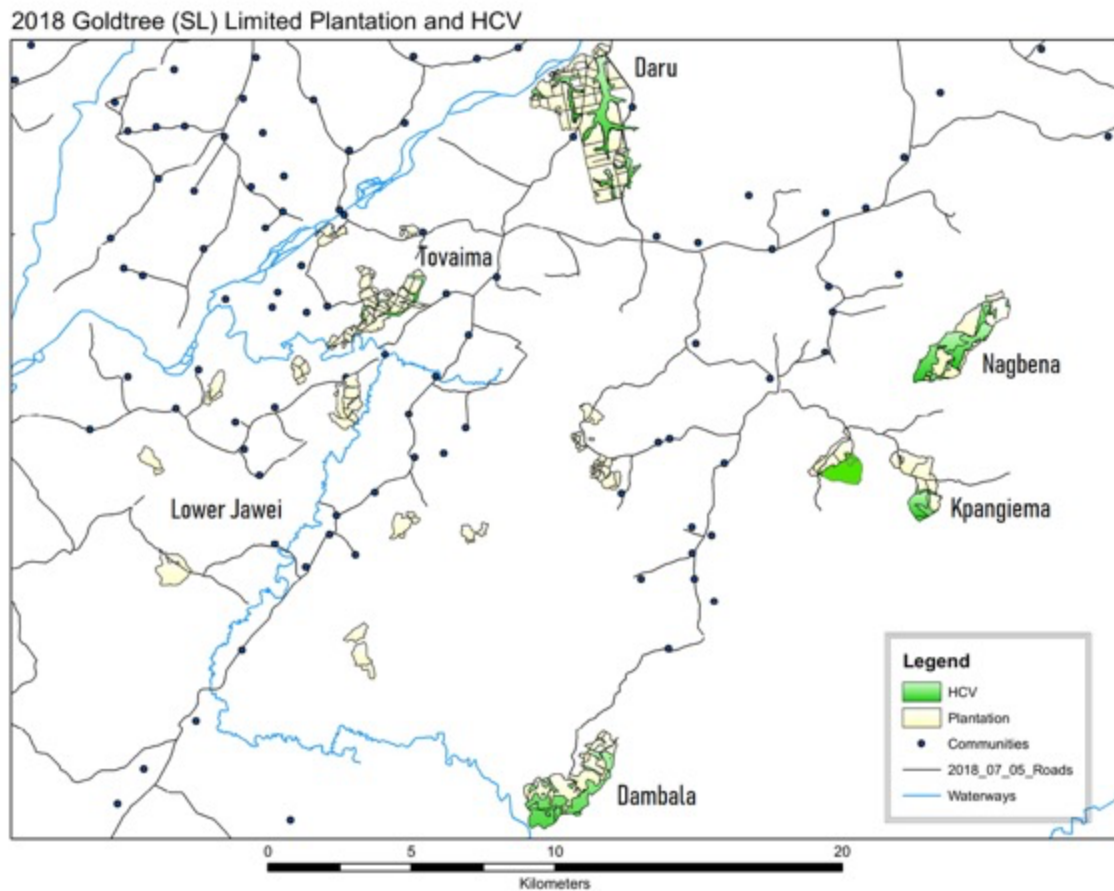 2018 Goldtree (SL) Limited Plantation and HCV
Daru
Tovaima
Nagbena
Lower Jawei
Kpangiema
Dambala
Legend
HCV
Plantation
Communities
2018_07_05_Roads
Waterways
0 5 10 20
Kilometers